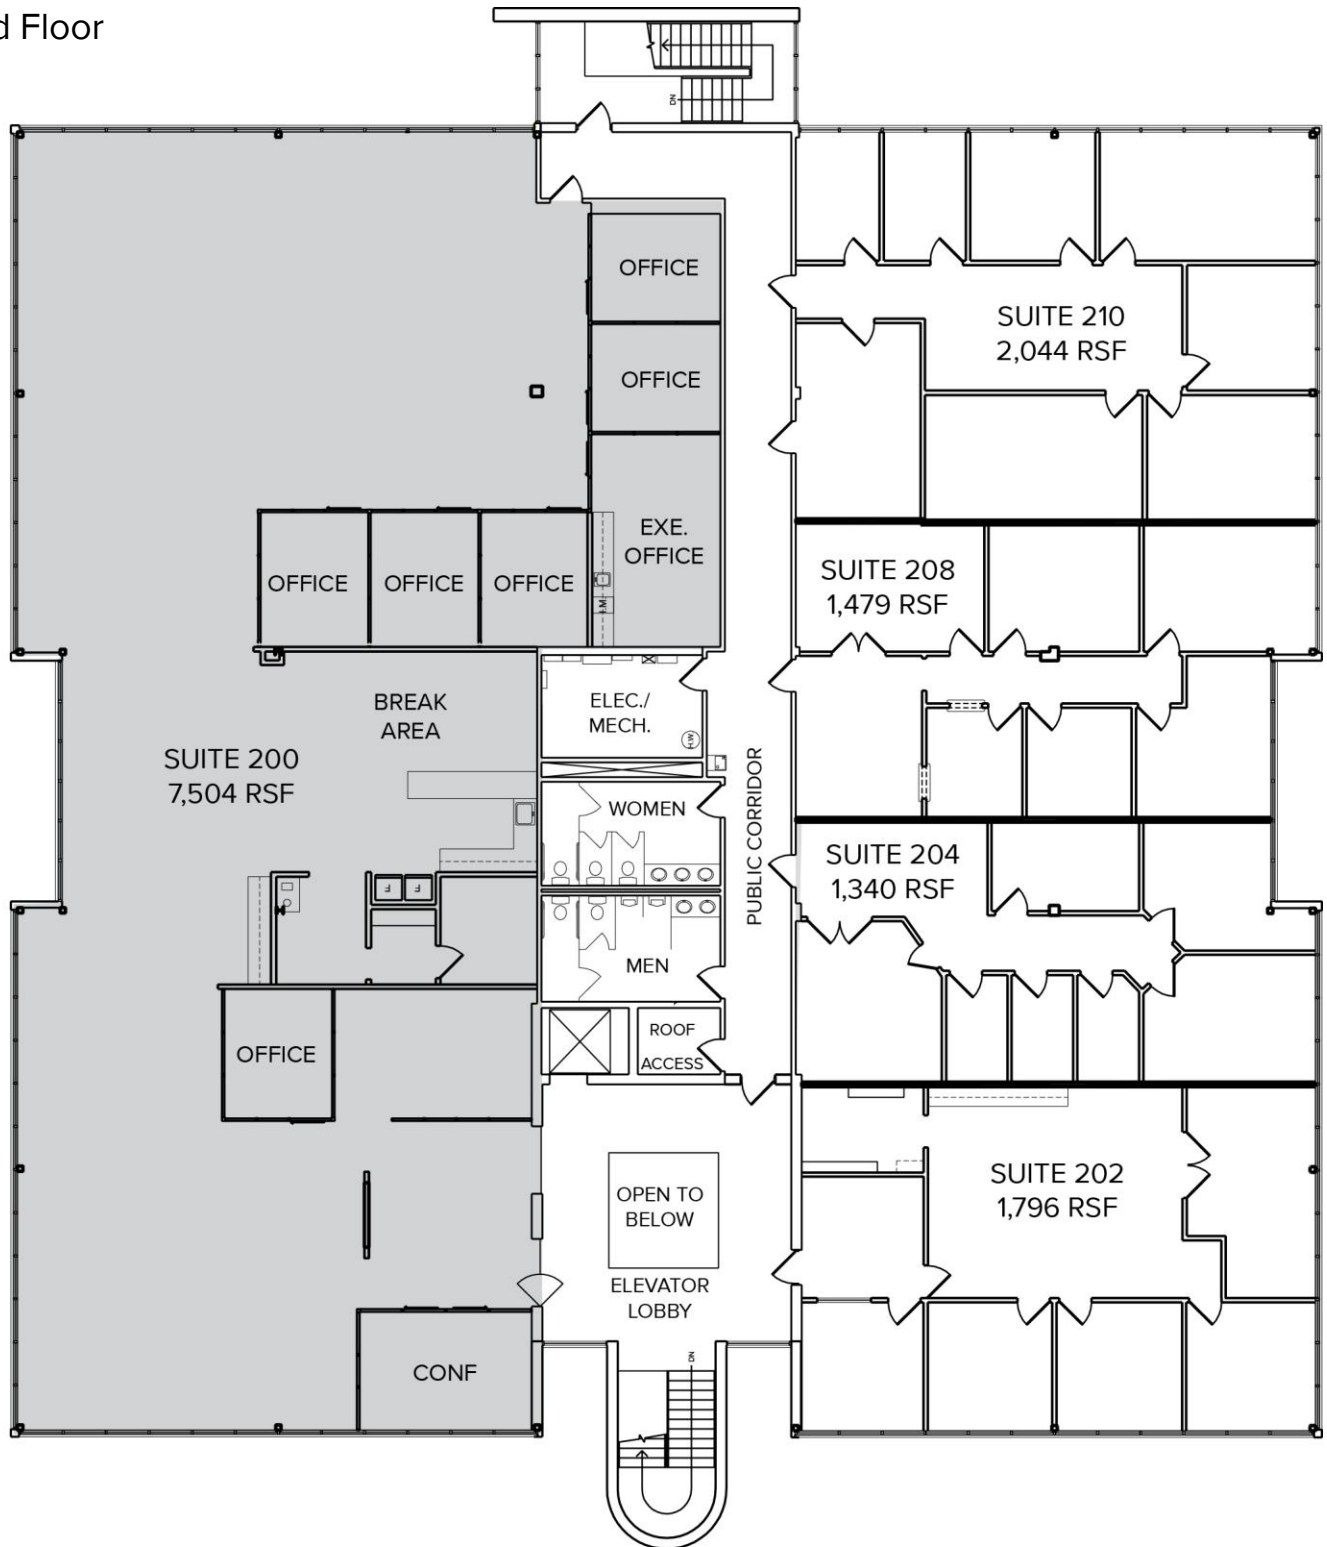 d Floor
DN
OFFICE
SUITE 210
2,044 RSF
OFFICE
EXE.
OFFICE
OFFICE
OFFICE
OFFICE
SUITE 208
1,479 RSF
BREAK
AREA
ELEC./
MECH.
H.W
SUITE 200
7,504 RSF
PUBLIC CORRIDOR
WOMEN
SUITE 204
1,340 RSF
MEN
ROOF
ACCESS
OFFICE
OPEN TO
BELOW
SUITE 202
1,796 RSF
ELEVATOR
LOBBY
CONF
DN